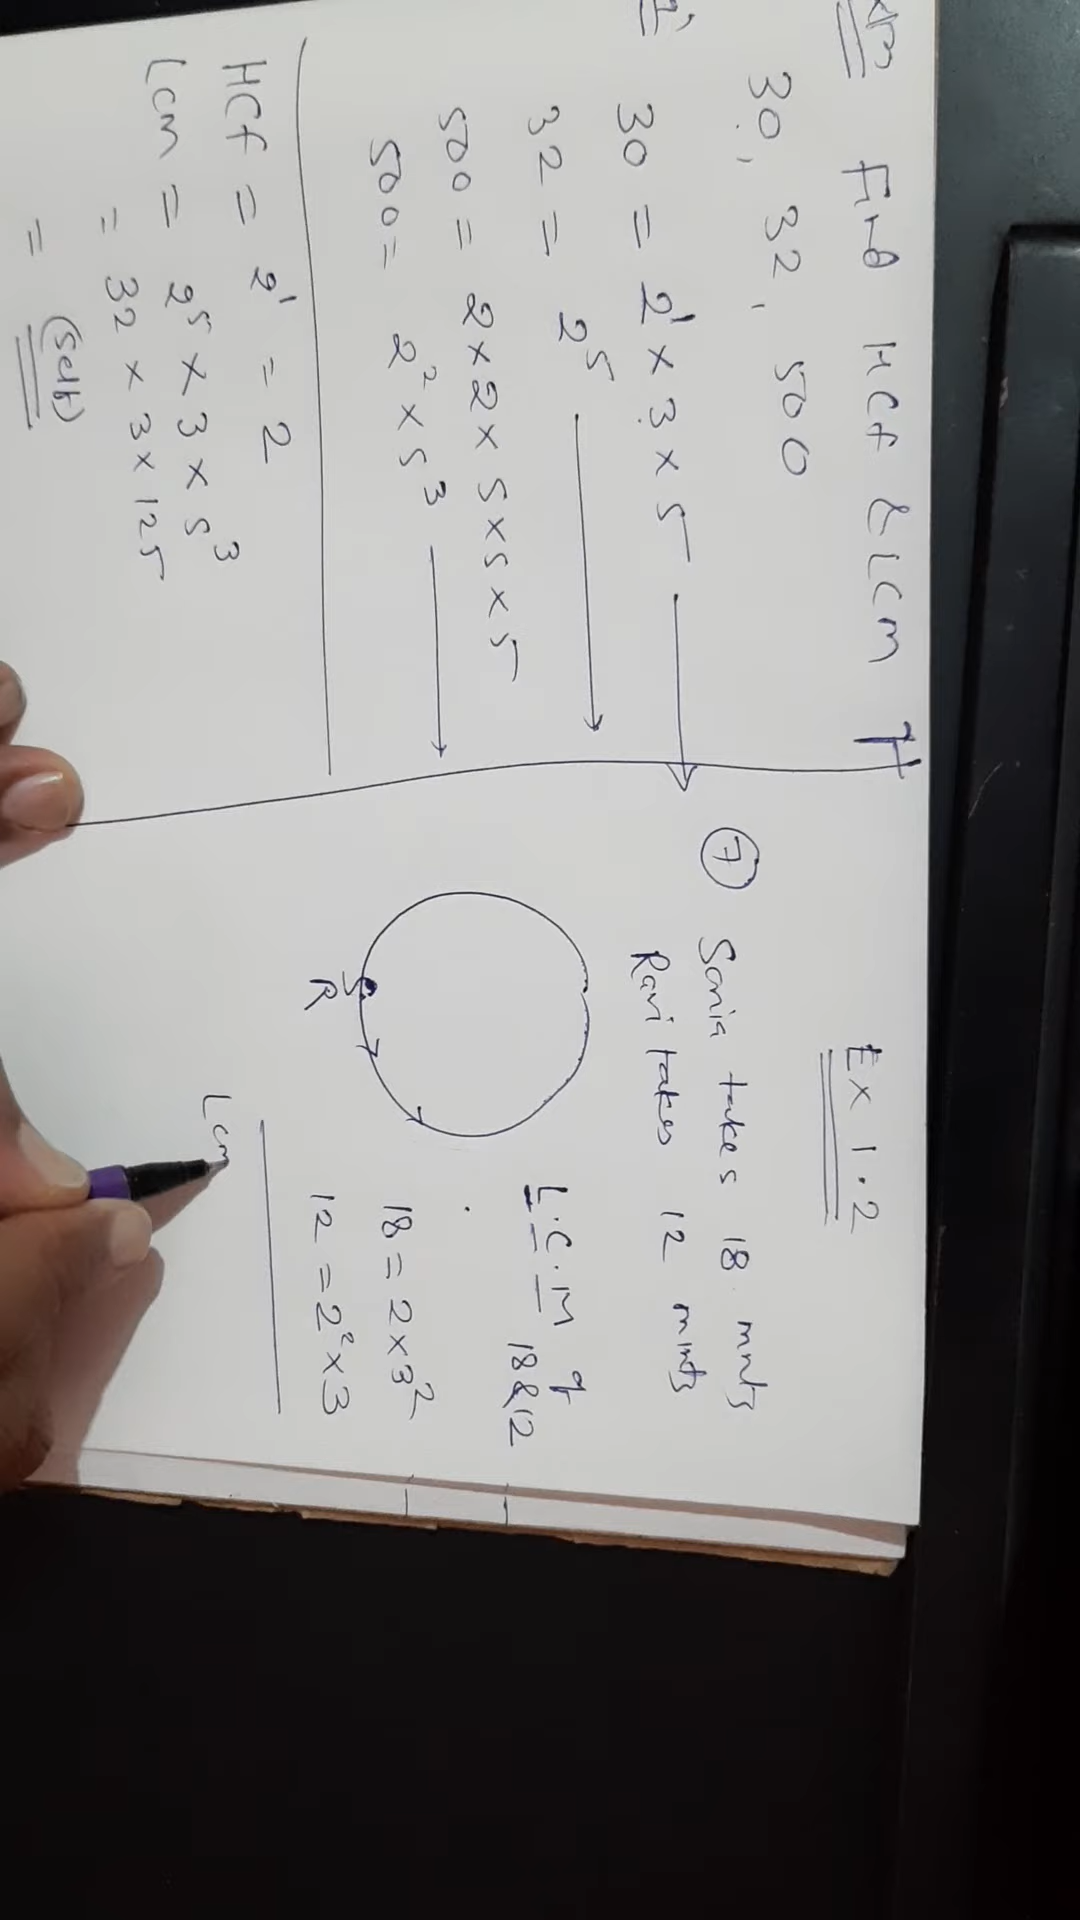 Find HCf & LCM
30, 32, 500
30 = 2¹ × 3 × 5
32 = 2⁵
500 = 2 × 2 × 5 × 5 × 5
500 = 2² × 5³
HCf = 2¹ = 2
Lcm = 2⁵ × 3 × 5³
= 32 × 3 × 125
= (Self)
Ex 1.2
7 Sonia takes 18 mnts
Ravi takes 12 mints
S
R
L.C.M of
18 & 12
18 = 2 × 3²
12 = 2² × 3
Lcm